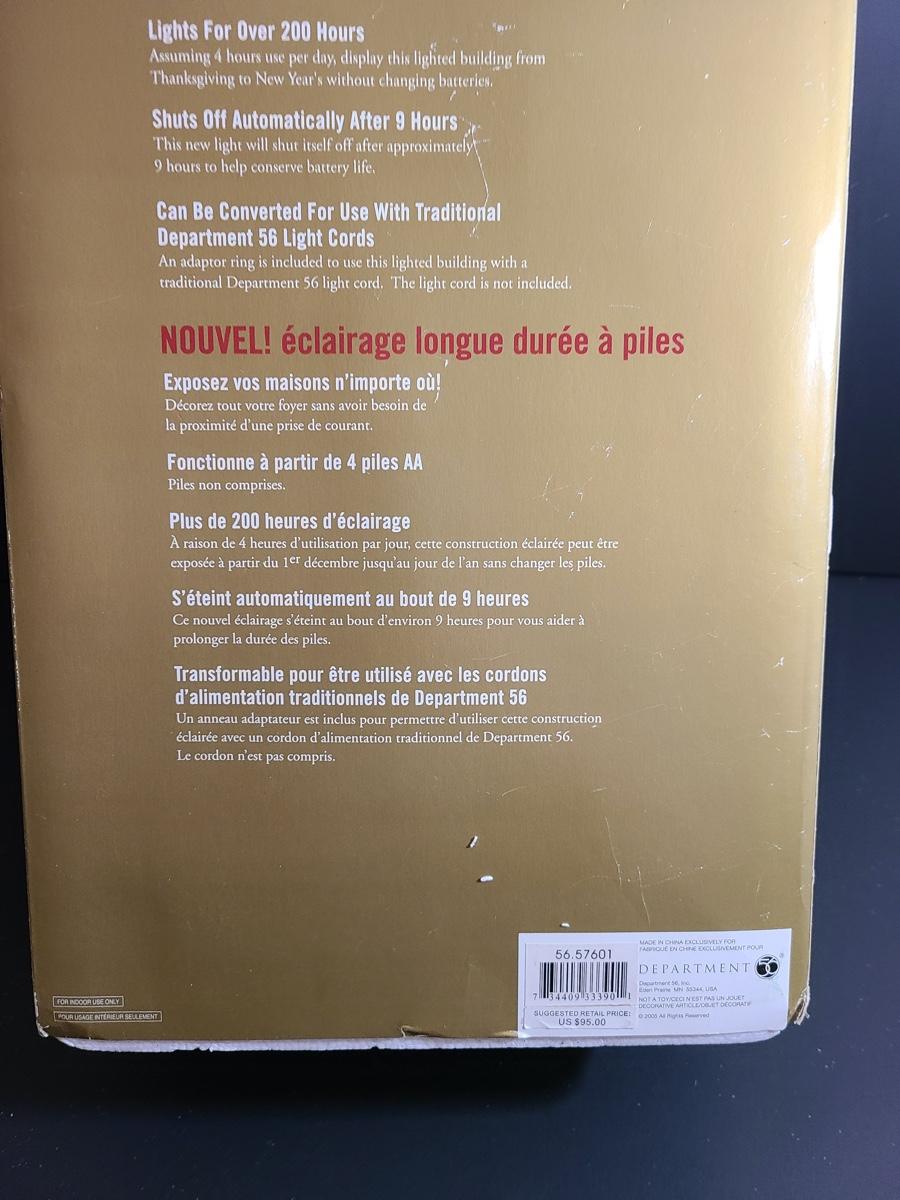 Lights For Over 200 Hours
Assuming 4 hours use per day, display this lighted building from
Thanksgiving to New Year's without changing batteries.
Shuts Off Automatically After 9 Hours
This new light will shut itself off after approximately
9 hours to help conserve battery life.
Can Be Converted For Use With Traditional
Department 56 Light Cords
An adaptor ring is included to use this lighted building with a
traditional Department 56 light cord. The light cord is not included.
NOUVEL! éclairage longue durée à piles
Exposez vos maisons n'importe où!
Décorez tout votre foyer sans avoir besoin de
la proximité d'une prise de courant.
Fonctionne à partir de 4 piles AA
Piles non comprises.
Plus de 200 heures d'éclairage
À raison de 4 heures d'utilisation par jour, cette construction éclairée peut être
exposée à partir du 1er décembre jusqu'au jour de l'an sans changer les piles.
S'éteint automatiquement au bout de 9 heures
Ce nouvel éclairage s'éteint au bout d'environ 9 heures pour vous aider à
prolonger la durée des piles.
Transformable pour être utilisé avec les cordons
d'alimentation traditionnels de Department 56
Un anneau adaptateur est inclus pour permettre d'utiliser cette construction
éclairée avec un cordon d'alimentation traditionnel de Department 56.
Le cordon n'est pas compris.
FOR INDOOR USE ONLY
POUR USAGE INTÉRIEUR SEULEMENT
56.57601
7 34409 33390 1
SUGGESTED RETAIL PRICE:
US $95.00
MADE IN CHINA EXCLUSIVELY FOR
FABRIQUÉ EN CHINE EXCLUSIVEMENT POUR
DEPARTMENT 56 ®
Department 56, Inc.
Eden Prairie MN 55344, USA
NOT A TOY/CECI N'EST PAS UN JOUET
DECORATIVE ARTICLE/OBJET DÉCORATIF
© 2005 All Rights Reserved